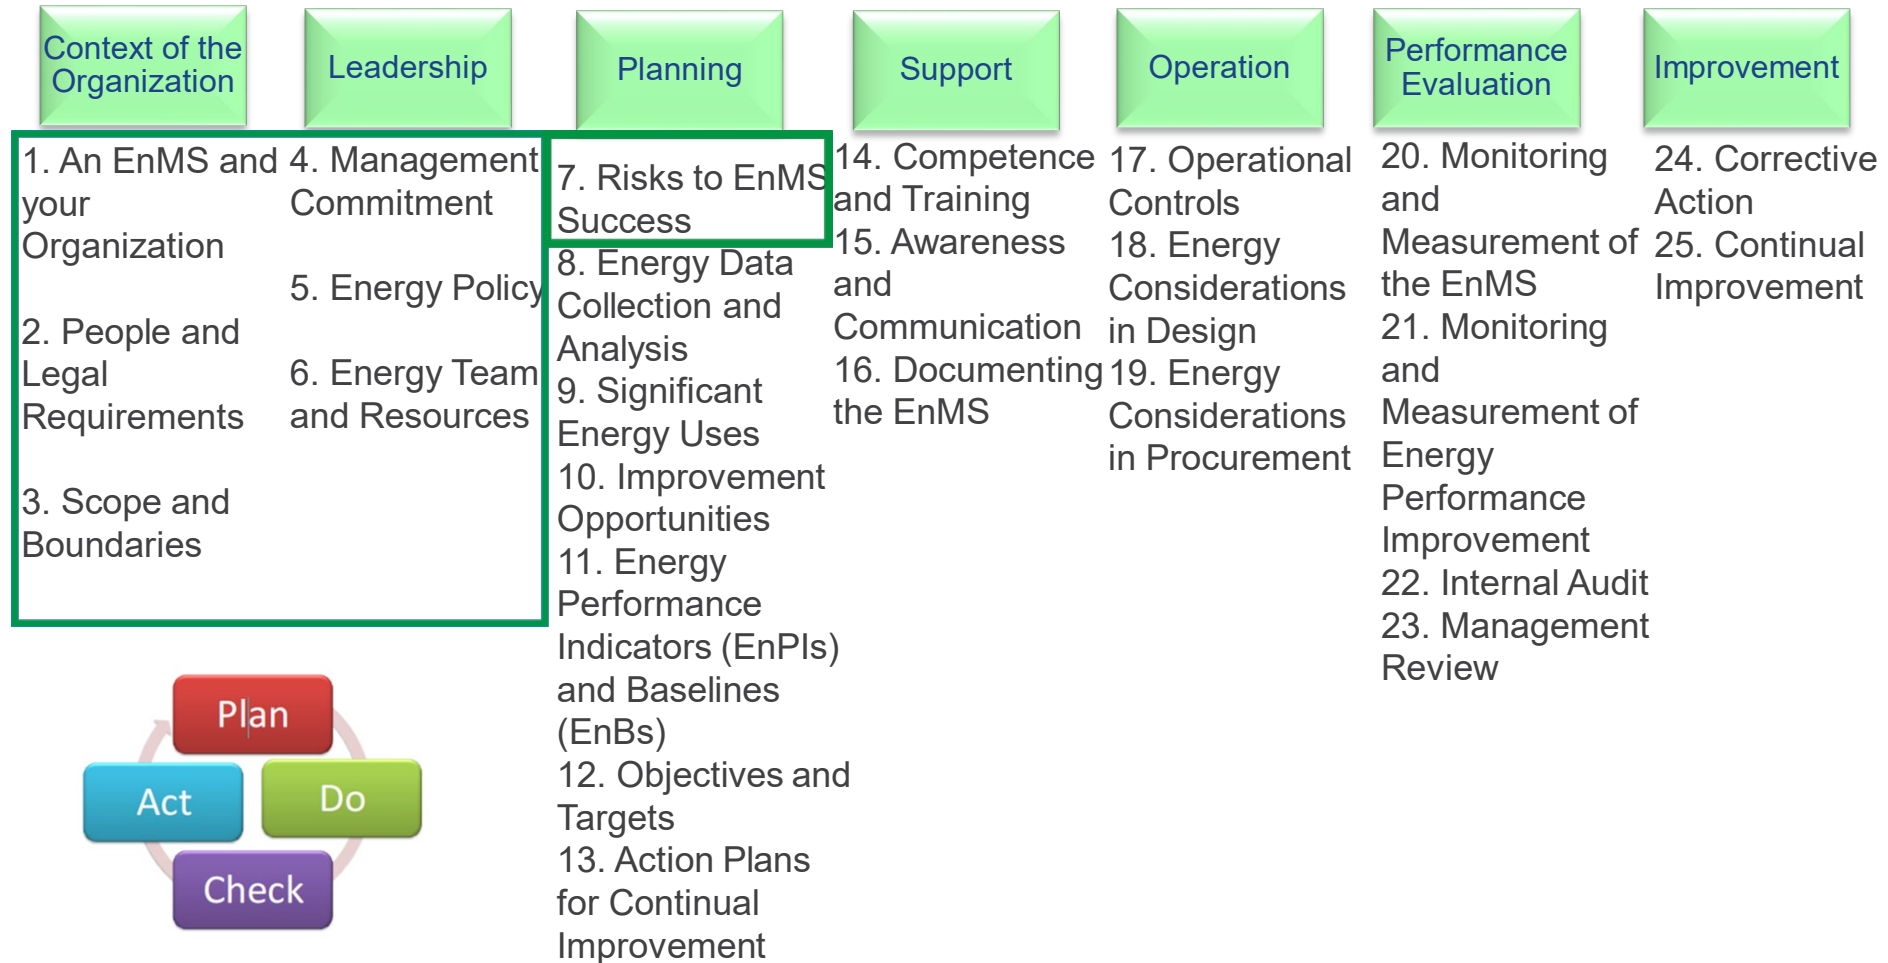 Context of the
Organization
Leadership
Planning
Support
Operation
Performance
Evaluation
Improvement
1. An EnMS and
your
Organization
2. People and
Legal
Requirements
3. Scope and
Boundaries
4. Management
Commitment
5. Energy Policy
6. Energy Team
and Resources
7. Risks to EnMS
Success
8. Energy Data
Collection and
Analysis
9. Significant
Energy Uses
10. Improvement
Opportunities
11. Energy
Performance
Indicators (EnPIs)
and Baselines
(EnBs)
12. Objectives and
Targets
13. Action Plans
for Continual
Improvement
14. Competence
and Training
15. Awareness
and
Communication
16. Documenting
the EnMS
17. Operational
Controls
18. Energy
Considerations
in Design
19. Energy
Considerations
in Procurement
20. Monitoring
and
Measurement of
the EnMS
21. Monitoring
and
Measurement of
Energy
Performance
Improvement
22. Internal Audit
23. Management
Review
24. Corrective
Action
25. Continual
Improvement
Plan
Act
Do
Check